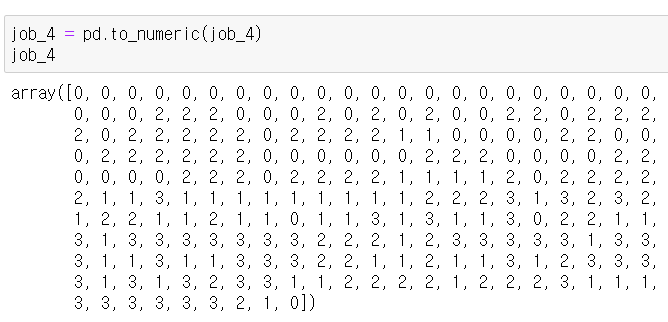 job_4 = pd.to_numeric(job_4)
job_4
array([0, 0, 0, 0, 0, 0, 0, 0, 0, 0, 0, 0, 0, 0, 0, 0, 0, 0, 0, 0, 0, 0,
0, 0, 0, 2, 2, 2, 0, 0, 0, 2, 0, 2, 0, 2, 0, 0, 2, 2, 0, 2, 2, 2,
2, 0, 2, 2, 2, 2, 2, 0, 2, 2, 2, 2, 1, 1, 0, 0, 0, 0, 2, 2, 0, 0,
0, 2, 2, 2, 2, 2, 2, 0, 0, 0, 0, 0, 0, 2, 2, 2, 0, 0, 0, 0, 2, 2,
0, 0, 0, 0, 2, 2, 2, 0, 2, 2, 2, 2, 1, 1, 1, 1, 2, 0, 2, 2, 2, 2,
2, 1, 1, 3, 1, 1, 1, 1, 1, 1, 1, 1, 1, 2, 2, 2, 3, 1, 3, 2, 3, 2,
1, 2, 2, 1, 1, 2, 1, 1, 0, 1, 1, 3, 1, 3, 1, 1, 3, 0, 2, 2, 1, 1,
3, 1, 3, 3, 3, 3, 3, 3, 3, 2, 2, 2, 1, 2, 3, 3, 3, 3, 3, 1, 3, 3,
3, 1, 1, 3, 1, 1, 3, 3, 3, 2, 2, 1, 1, 2, 1, 1, 3, 1, 2, 3, 3, 3,
3, 1, 3, 1, 3, 2, 3, 3, 1, 1, 2, 2, 2, 2, 1, 2, 2, 2, 3, 1, 1, 1,
3, 3, 3, 3, 3, 3, 2, 1, 0])